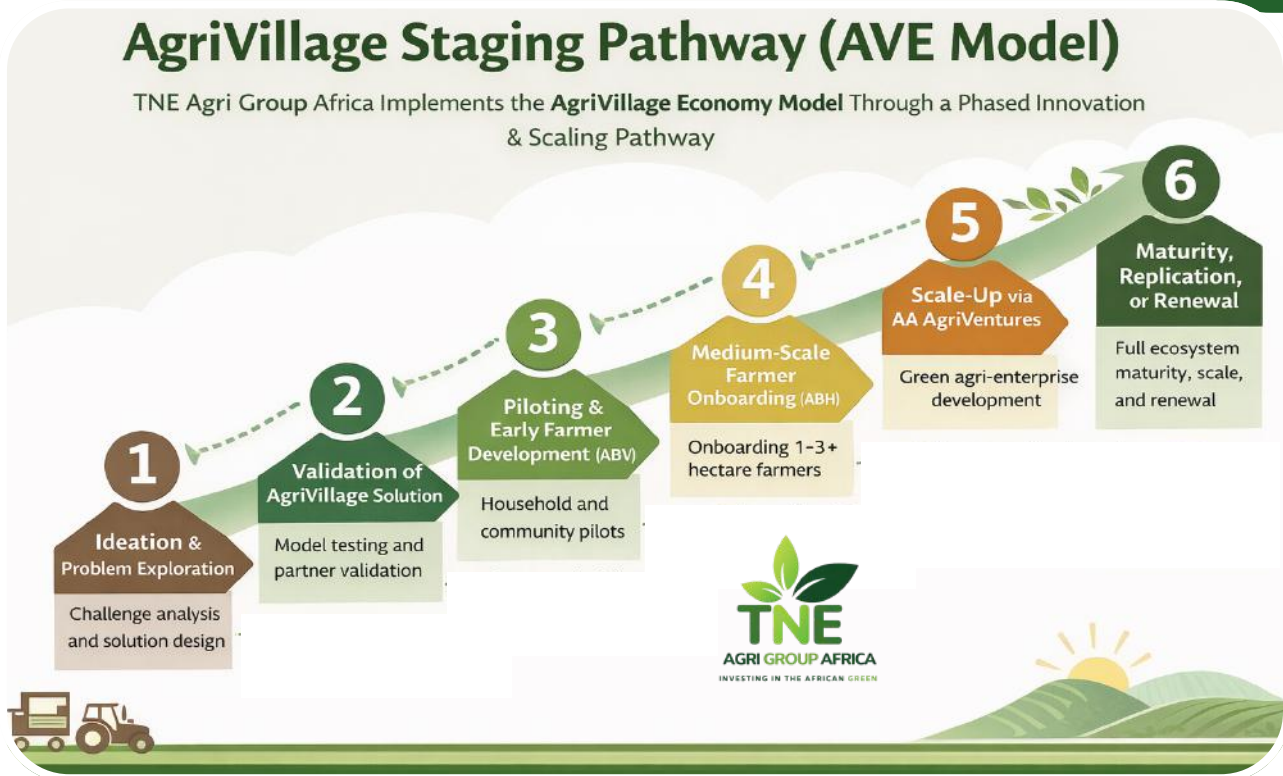 AgriVillage Staging Pathway (AVE Model)
TNE Agri Group Africa Implements the AgriVillage Economy Model Through a Phased Innovation
& Scaling Pathway
1
Ideation &
Problem Exploration
Challenge analysis
and solution design
2
Validation of
AgriVillage Solution
Model testing and
partner validation
3
Piloting &
Early Farmer
Development (ABV)
Household and
community pilots
4
Medium-Scale
Farmer
Onboarding (ABH)
Onboarding 1-3+
hectare farmers
5
Scale-Up via
AA AgriVentures
Green agri-enterprise
development
6
Maturity,
Replication,
or Renewal
Full ecosystem
maturity, scale,
and renewal
TNE
AGRI GROUP AFRICA
INVESTING IN THE AFRICAN GREEN